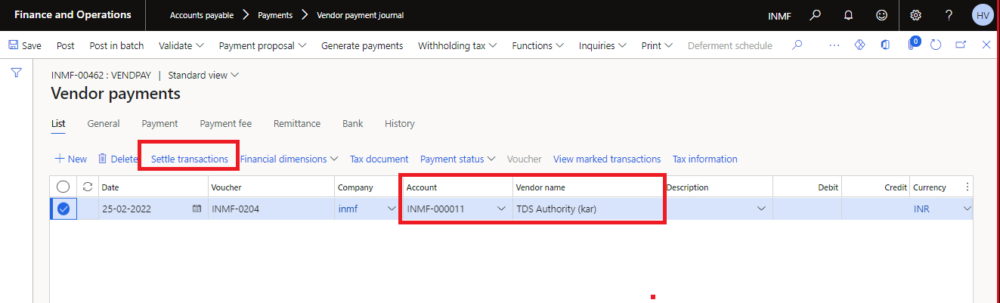 Finance and Operations Accounts payable > Payments > Vendor payment journal INMF ? HV
Save Post Post in batch Validate Payment proposal Generate payments Withholding tax Functions Inquiries Print Deferment schedule ... 0
INMF-00462 : VENDPAY | Standard view
Vendor payments
List General Payment Payment fee Remittance Bank History
+ New Delete Settle transactions Financial dimensions Tax document Payment status Voucher View marked transactions Tax information
Date Voucher Company Account Vendor name Description Debit Credit Currency
25-02-2022 INMF-0204 inmf INMF-000011 TDS Authority (kar) INR